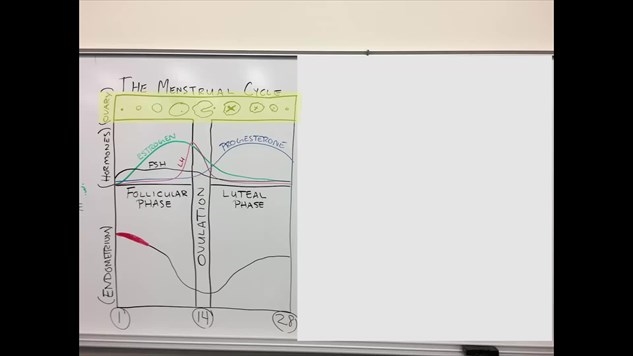 THE MENSTRUAL CYCLE
(OVARY)
(HORMONES)
ESTROGEN
LH
FSH
PROGESTERONE
FOLLICULAR
PHASE
OVULATION
LUTEAL
PHASE
(ENDOMETRIUM)
1
14
28